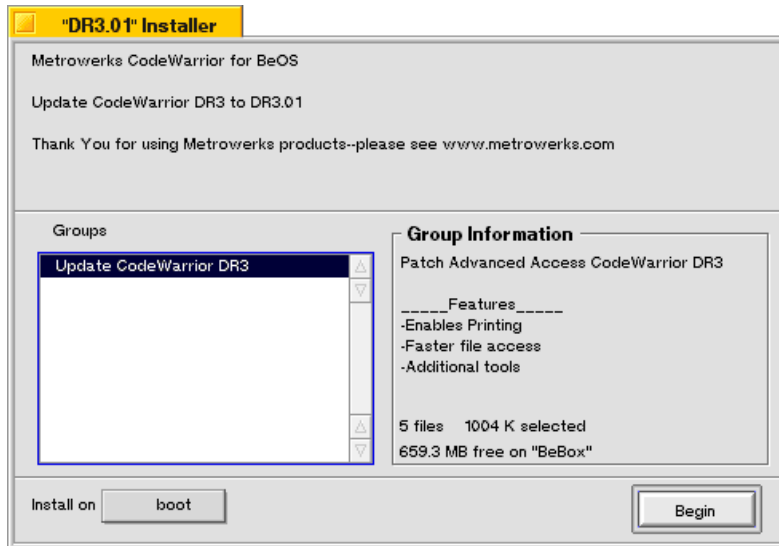 "DR3.01" Installer
Metrowerks CodeWarrior for BeOS
Update CodeWarrior DR3 to DR3.01
Thank You for using Metrowerks products--please see www.metrowerks.com
Groups
Update CodeWarrior DR3
Group Information
Patch Advanced Access CodeWarrior DR3
_____Features_____
-Enables Printing
-Faster file access
-Additional tools
5 files 1004 K selected
659.3 MB free on "BeBox"
Install on boot
Begin